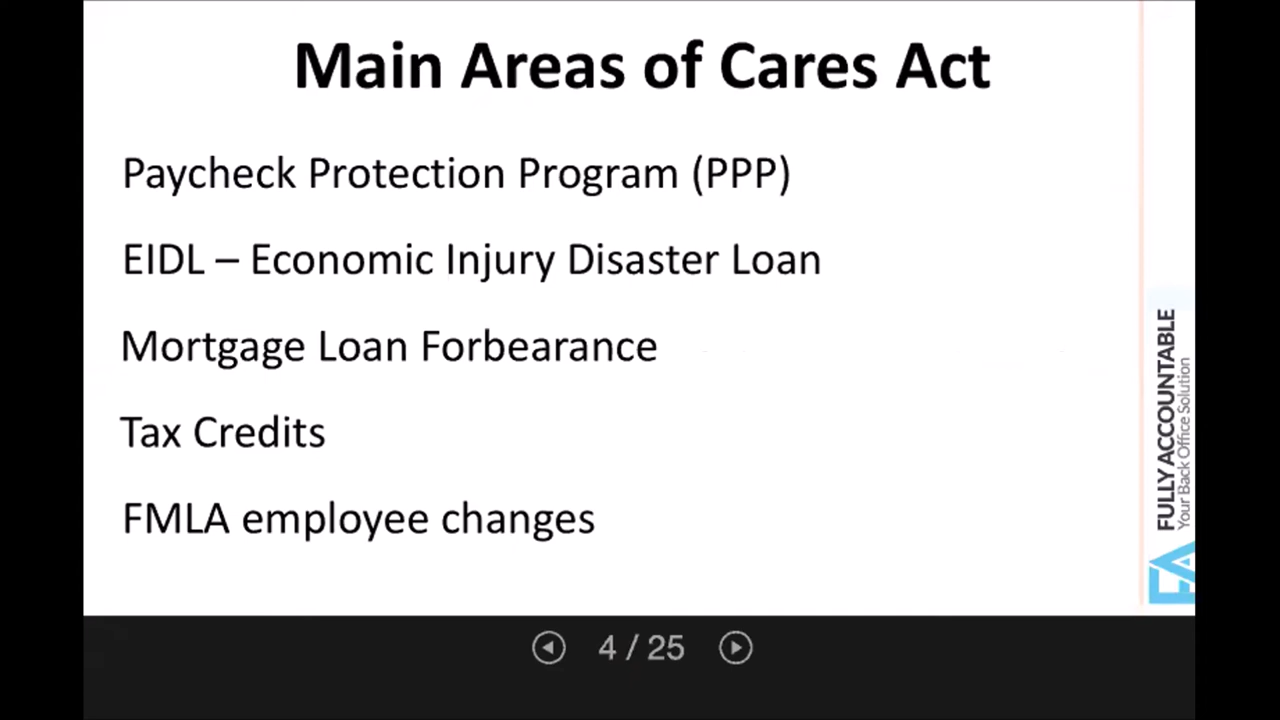 Main Areas of Cares Act
Paycheck Protection Program (PPP)
EIDL – Economic Injury Disaster Loan
Mortgage Loan Forbearance
Tax Credits
FMLA employee changes
FULLY ACCOUNTABLE
Your Back Office Solution
FA
4 / 25